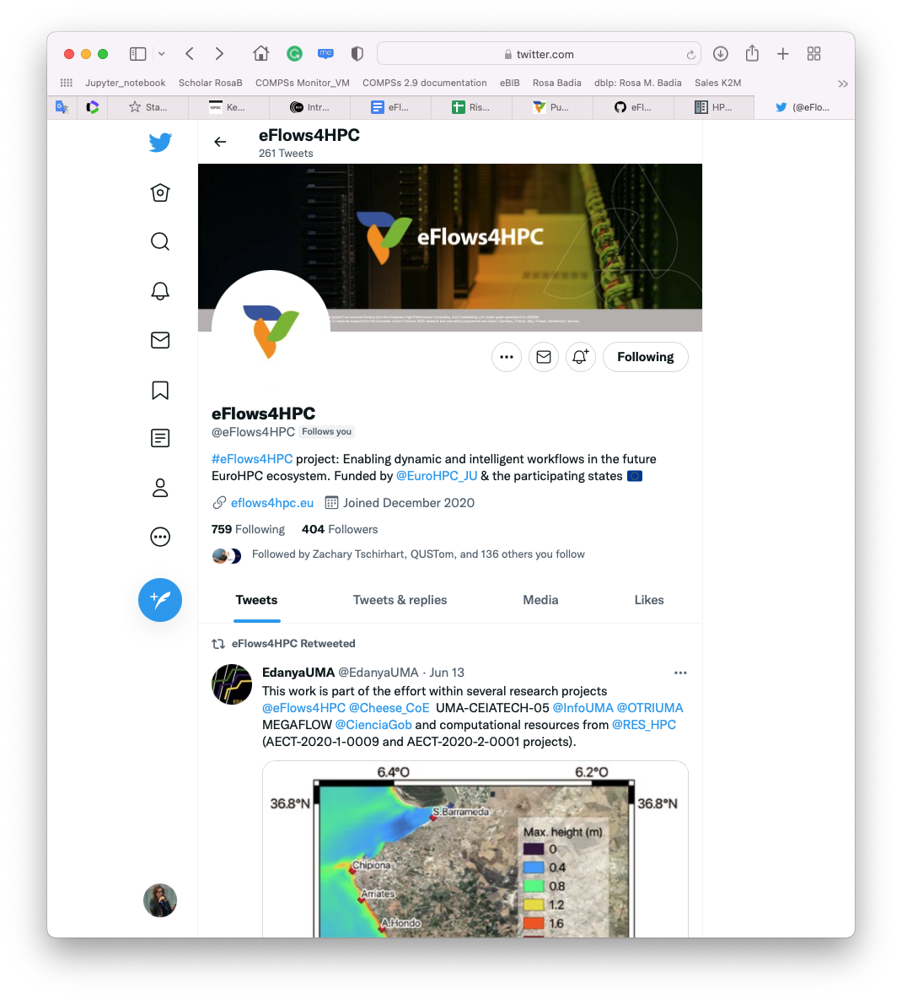 twitter.com
Jupyter_notebook Scholar RosaB COMPSs Monitor_VM COMPSs 2.9 documentation eBIB Rosa Badia dblp: Rosa M. Badia Sales K2M
Sta... Ke... Intr... eFl... Ris... Pu... eFl... HP... (@eFlo...
eFlows4HPC
261 Tweets
eFlows4HPC
Following
eFlows4HPC
@eFlows4HPC Follows you
#eFlows4HPC project: Enabling dynamic and intelligent workflows in the future
EuroHPC ecosystem. Funded by @EuroHPC_JU & the participating states
eflows4hpc.eu Joined December 2020
759 Following 404 Followers
Followed by Zachary Tschirhart, QUSTom, and 136 others you follow
Tweets Tweets & replies Media Likes
eFlows4HPC Retweeted
EdanyaUMA @EdanyaUMA · Jun 13
This work is part of the effort within several research projects
@eFlows4HPC @Cheese_CoE UMA-CEIATECH-05 @InfoUMA @OTRIUMA
MEGAFLOW @CienciaGob and computational resources from @RES_HPC
(AECT-2020-1-0009 and AECT-2020-2-0001 projects).
6.4°O 6.2°O
36.8°N 36.8°N
S.Barrameda
Max. height (m)
0
0.4
Chipiona
0.8
Arriates
1.2
A.Hondo
1.6